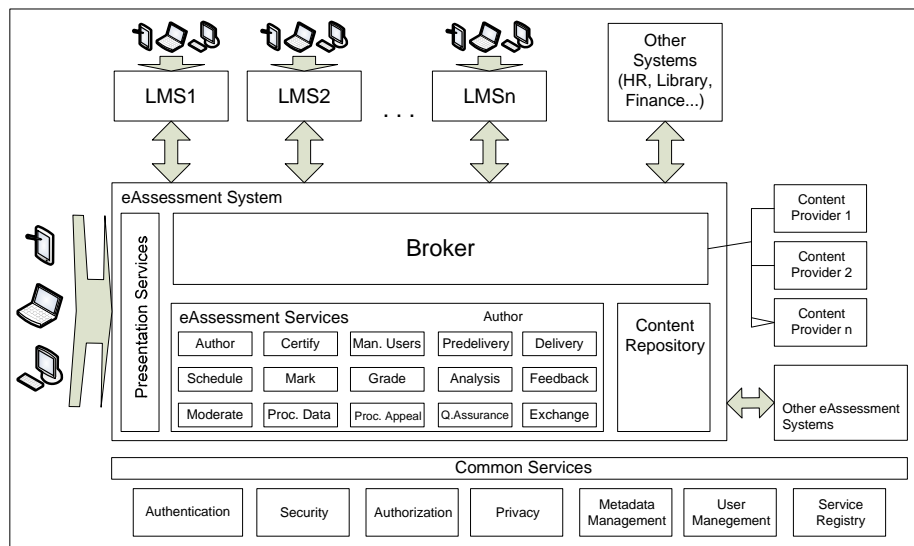 LMS1
LMS2
. . .
LMSn
Other
Systems
(HR, Library,
Finance...)
eAssessment System
Presentation Services
Broker
Content
Provider 1
Content
Provider 2
Content
Provider n
eAssessment Services
Author
Author
Certify
Man. Users
Predelivery
Delivery
Schedule
Mark
Grade
Analysis
Feedback
Moderate
Proc. Data
Proc. Appeal
Q.Assurance
Exchange
Content
Repository
Other eAssessment
Systems
Common Services
Authentication
Security
Authorization
Privacy
Metadata
Management
User
Manegement
Service
Registry